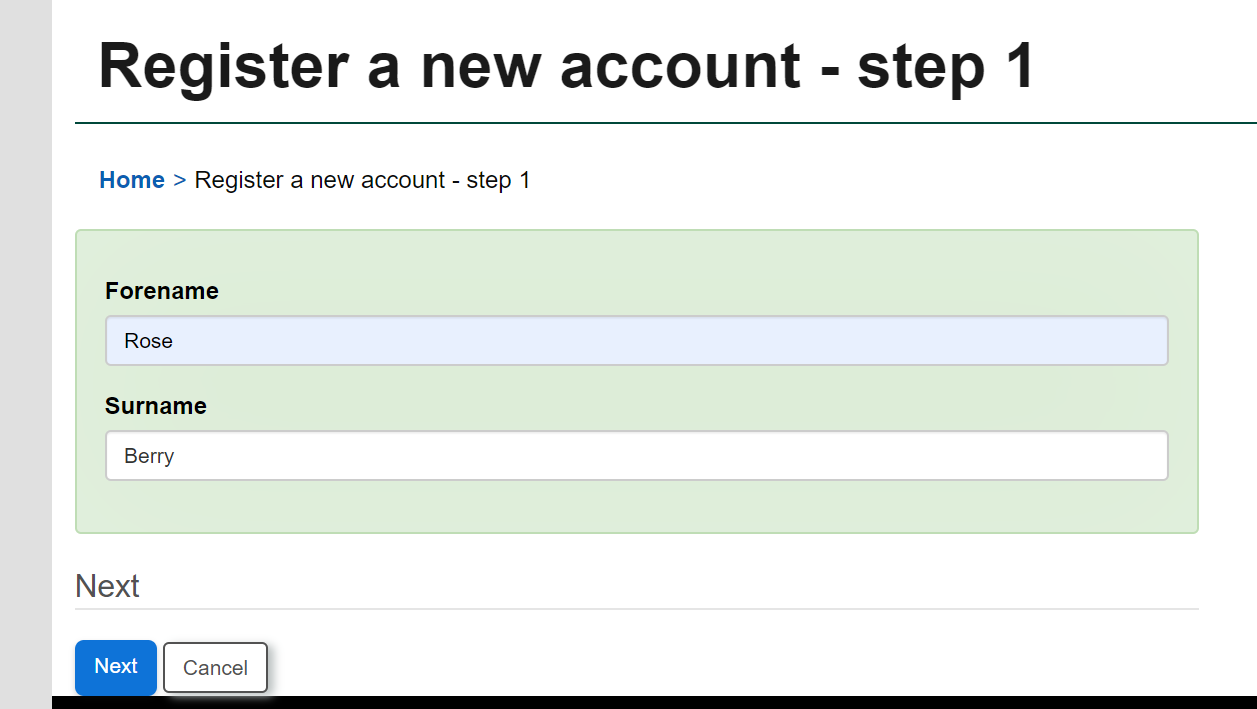 Register a new account - step 1
Home > Register a new account - step 1
Forename
Rose
Surname
Berry
Next
Next Cancel